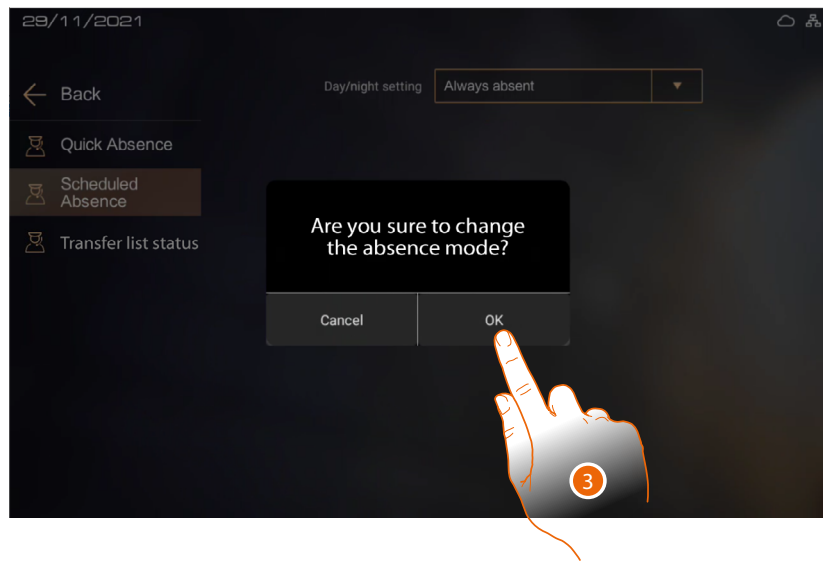 29/11/2021
Back
Day/night setting
Always absent
Quick Absence
Scheduled
Absence
Transfer list status
Are you sure to change
the absence mode?
Cancel
OK
3